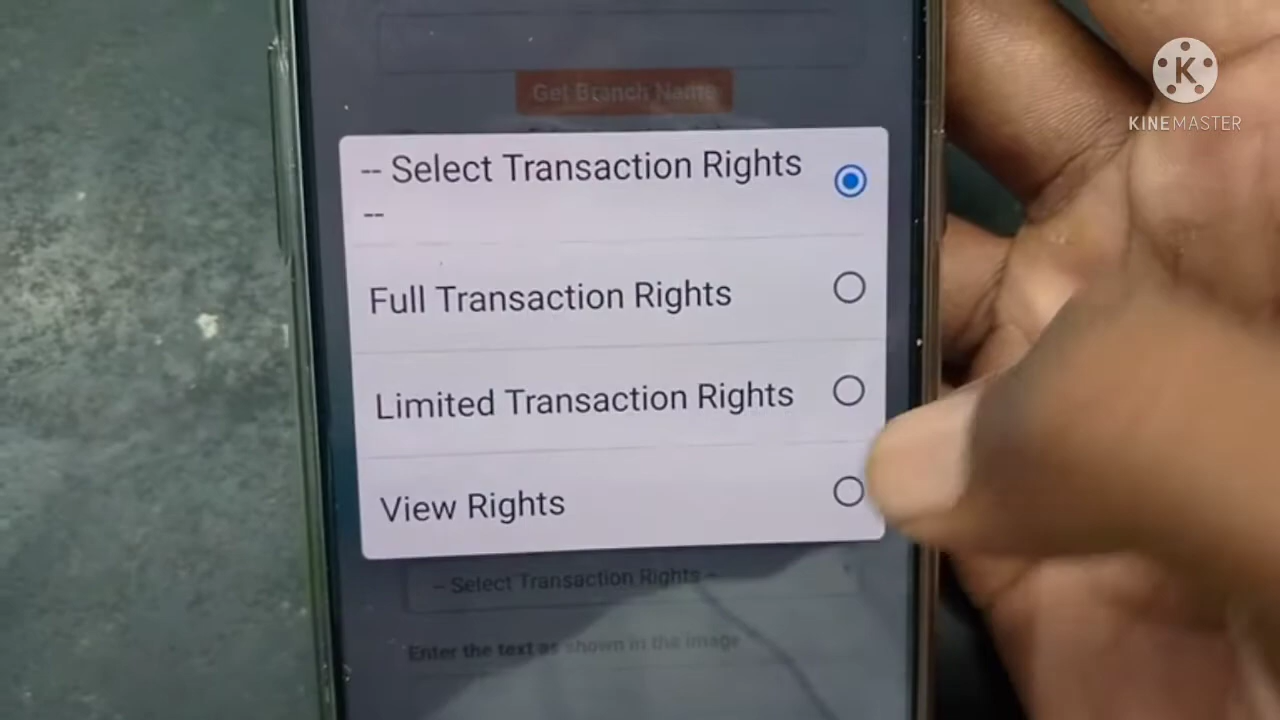 Get Branch Name
K
KINEMASTER
-- Select Transaction Rights
--
Full Transaction Rights
Limited Transaction Rights
View Rights
-- Select Transaction Rights --
Enter the text as shown in the image